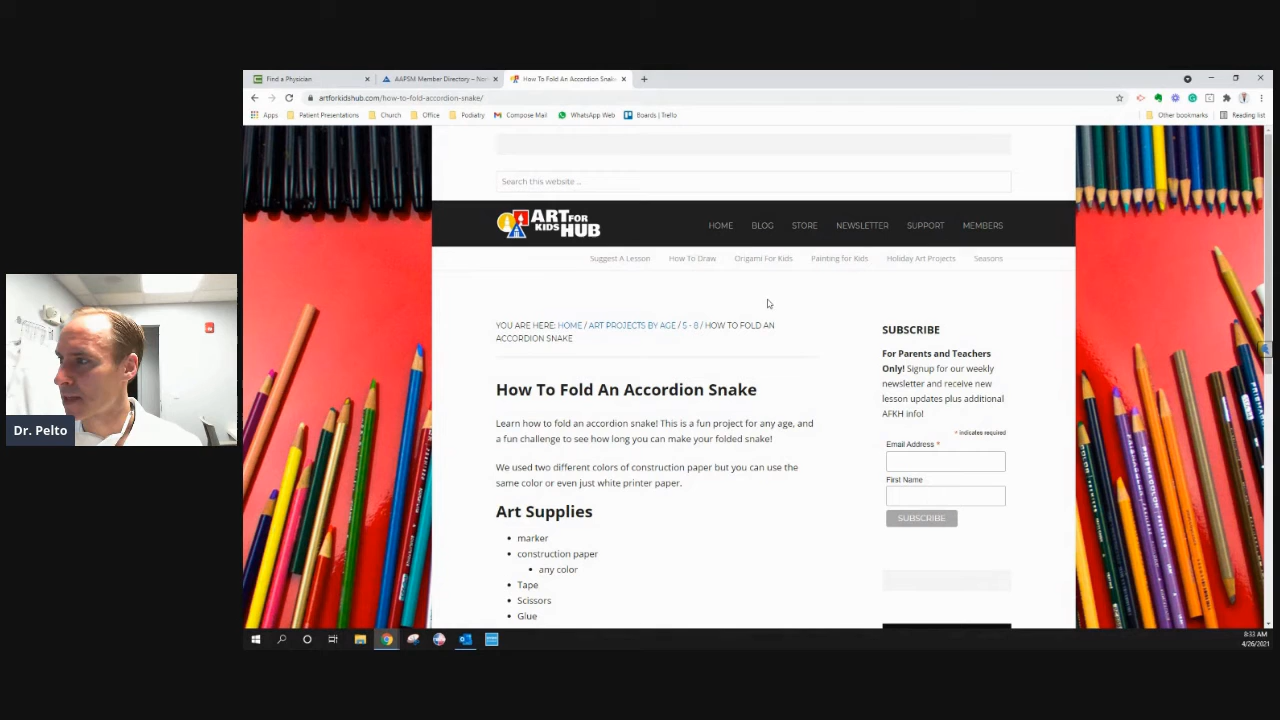 Find a Physician
AAPSM Member Directory – Nor
How To Fold An Accordion Snake
artforkidshub.com/how-to-fold-accordion-snake/
Apps Patient Presentations Church Office Podiatry Compose Mail WhatsApp Web Boards | Trello Other bookmarks Reading list
Search this website ...
ART FOR
KIDS HUB
HOME BLOG STORE NEWSLETTER SUPPORT MEMBERS
Suggest A Lesson How To Draw Origami For Kids Painting for Kids Holiday Art Projects Seasons
YOU ARE HERE: HOME / ART PROJECTS BY AGE / 5 - 8 / HOW TO FOLD AN
ACCORDION SNAKE
How To Fold An Accordion Snake
Learn how to fold an accordion snake! This is a fun project for any age, and
a fun challenge to see how long you can make your folded snake!
We used two different colors of construction paper but you can use the
same color or even just white printer paper.
Art Supplies
• marker
• construction paper
• any color
• Tape
• Scissors
• Glue
SUBSCRIBE
For Parents and Teachers
Only! Signup for our weekly
newsletter and receive new
lesson updates plus additional
AFKH info!
* indicates required
Email Address *
First Name
SUBSCRIBE
Dr. Pelto
8:33 AM
4/26/2021